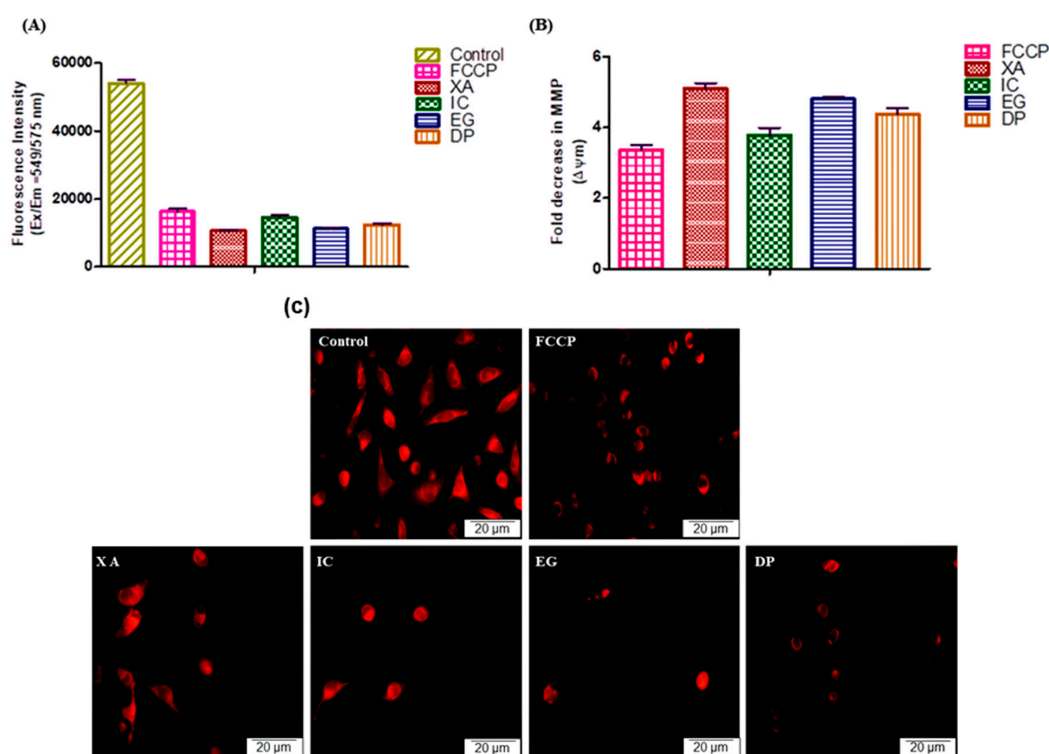 (A)
Fluorescence Intensity
(Ex/Em =549/575 nm)
60000
40000
20000
0
Control
FCCP
XA
IC
EG
DP
(B)
Fold decrease in MMP
(Δψm)
6
4
2
0
FCCP
XA
IC
EG
DP
(c)
Control
20 µm
FCCP
20 µm
X A
20 µm
IC
20 µm
EG
20 µm
DP
20 µm